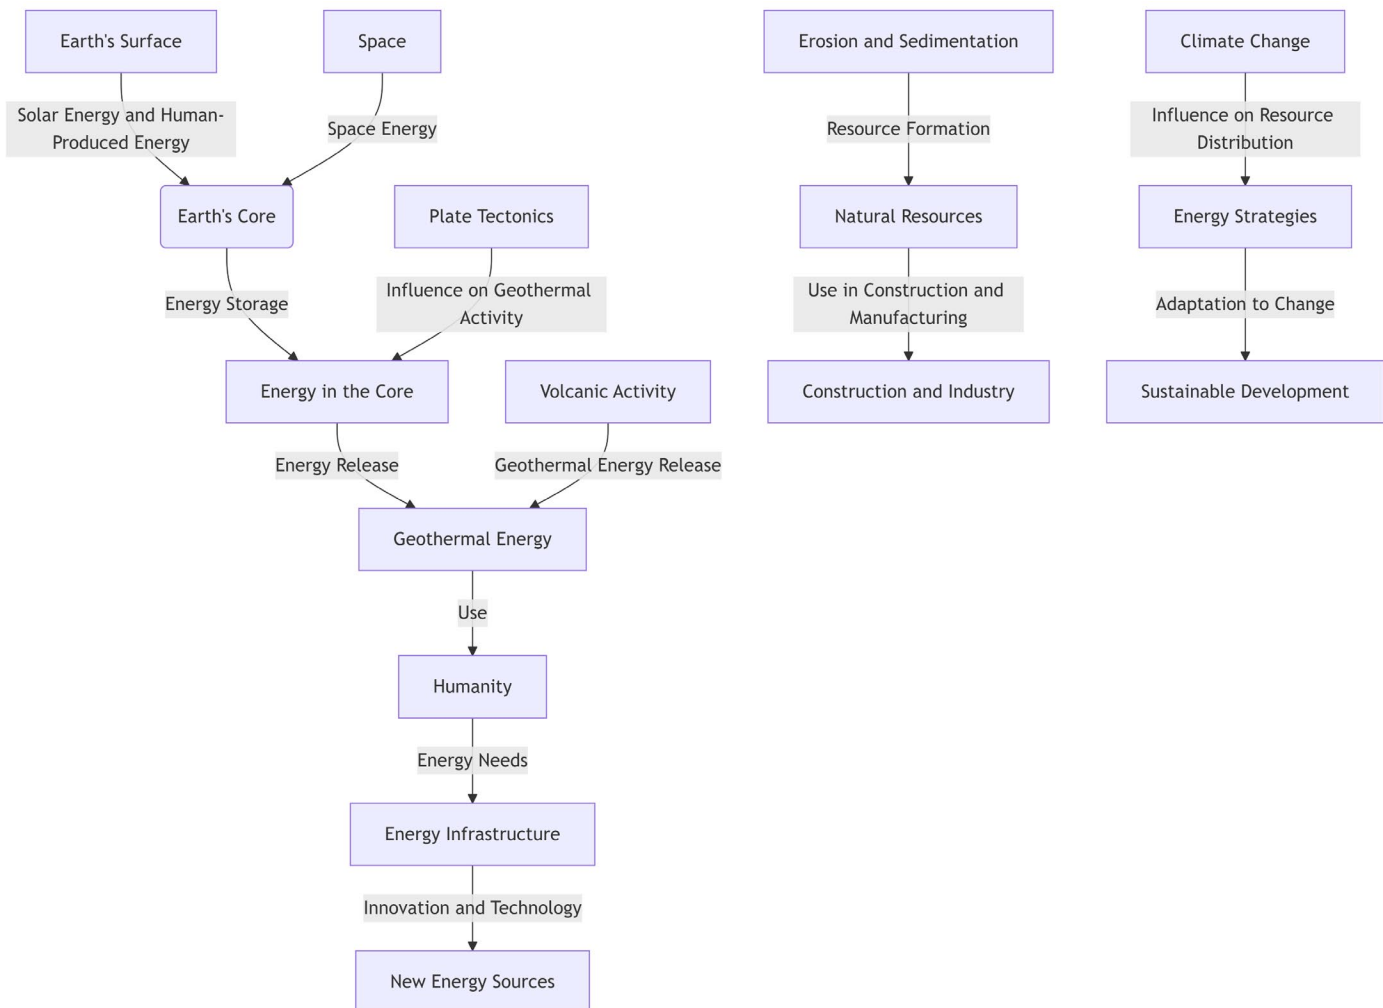 Earth's Surface
Space
Erosion and Sedimentation
Climate Change
Solar Energy and Human-
Produced Energy
Space Energy
Resource Formation
Influence on Resource
Distribution
Earth's Core
Plate Tectonics
Natural Resources
Energy Strategies
Energy Storage
Influence on Geothermal
Activity
Use in Construction and
Manufacturing
Adaptation to Change
Energy in the Core
Volcanic Activity
Construction and Industry
Sustainable Development
Energy Release
Geothermal Energy Release
Geothermal Energy
Use
Humanity
Energy Needs
Energy Infrastructure
Innovation and Technology
New Energy Sources